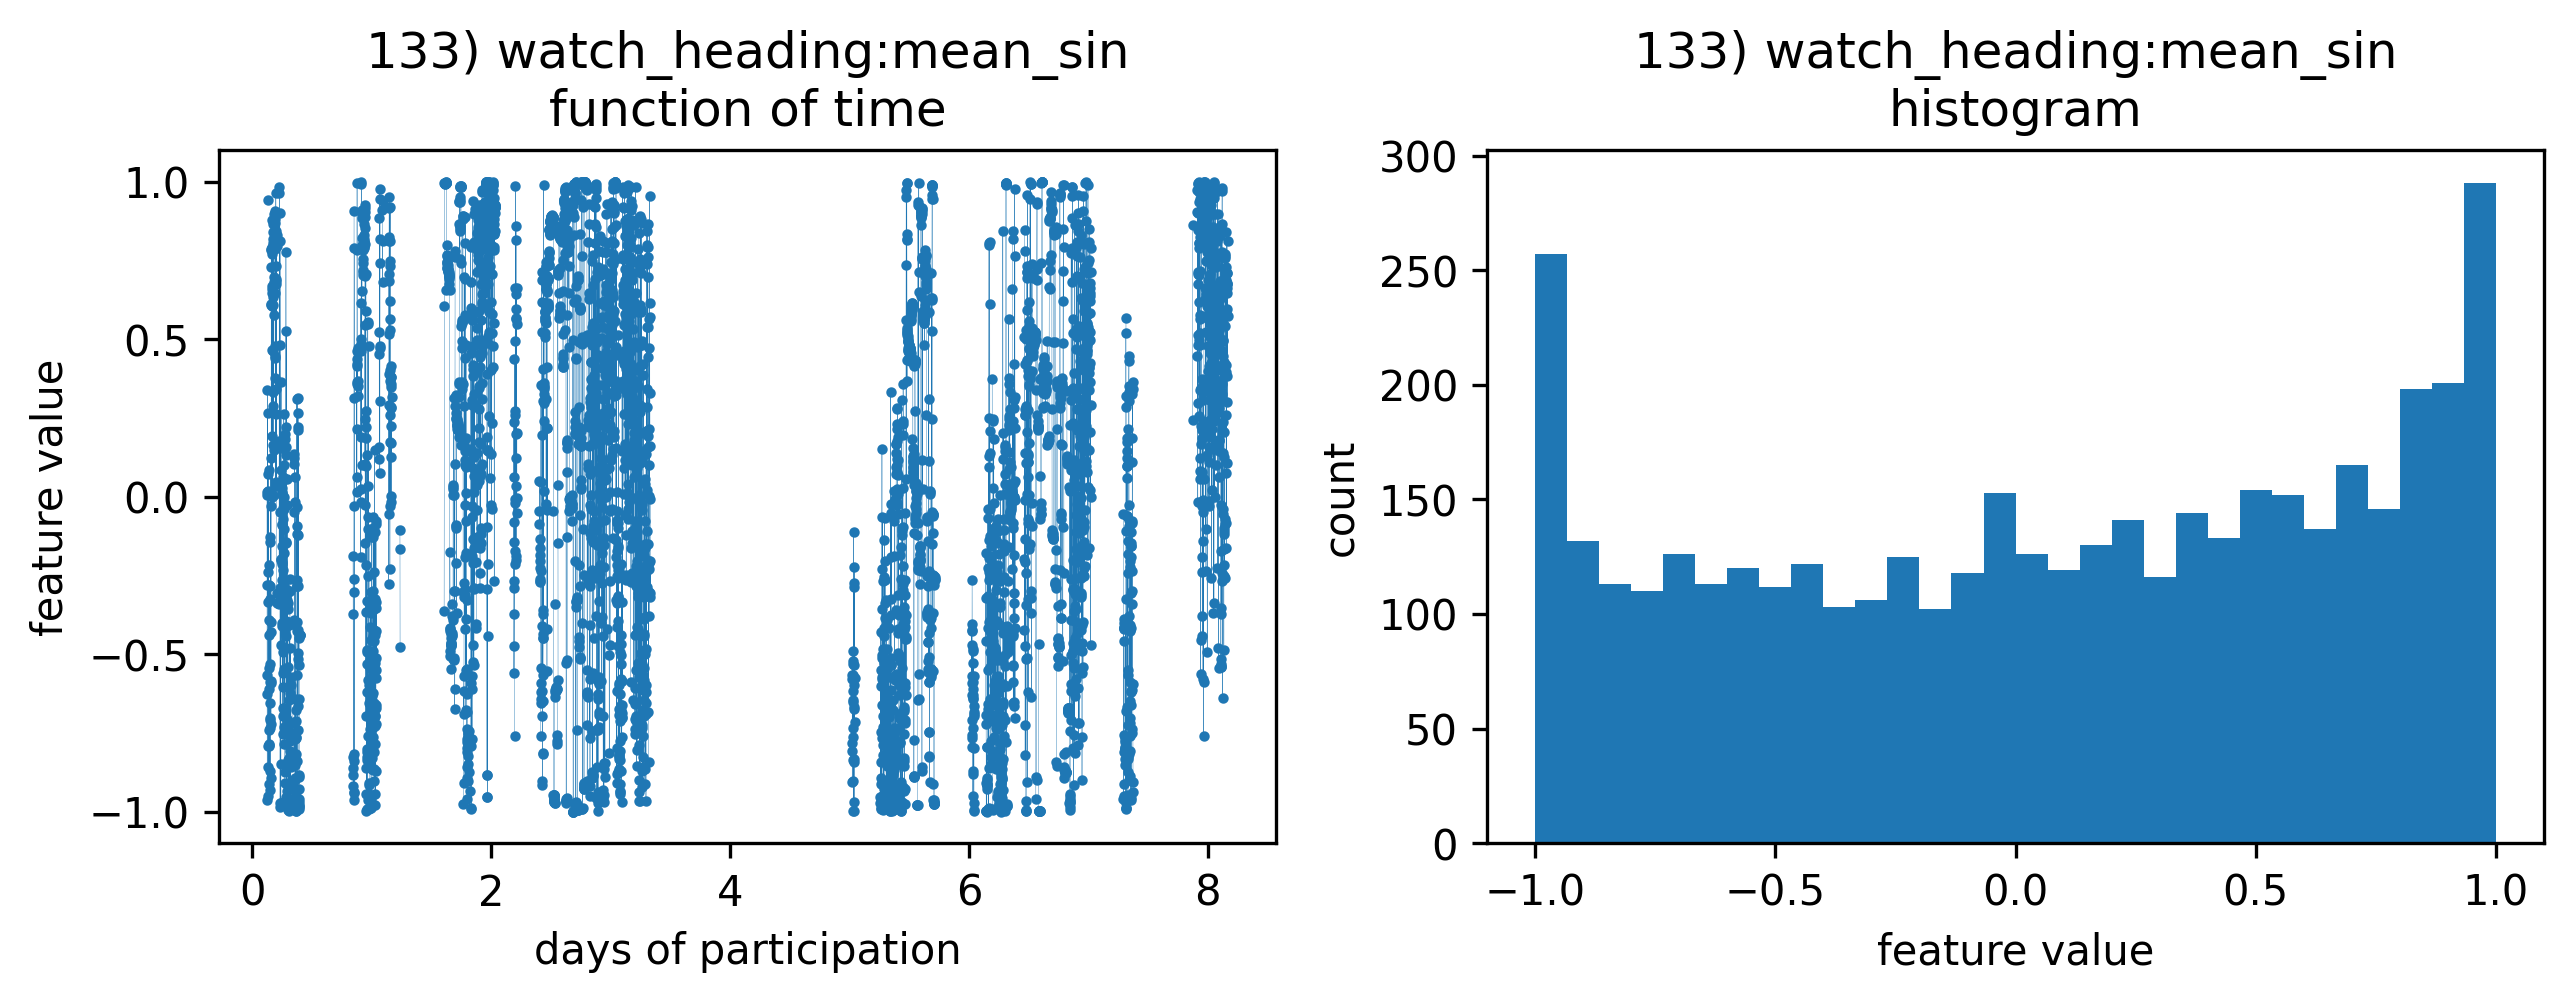 133) watch_heading:mean_sin
function of time
1.0
0.5
0.0
−0.5
−1.0
feature value
0
2
4
6
8
days of participation
133) watch_heading:mean_sin
histogram
300
250
200
150
100
50
0
count
−1.0
−0.5
0.0
0.5
1.0
feature value